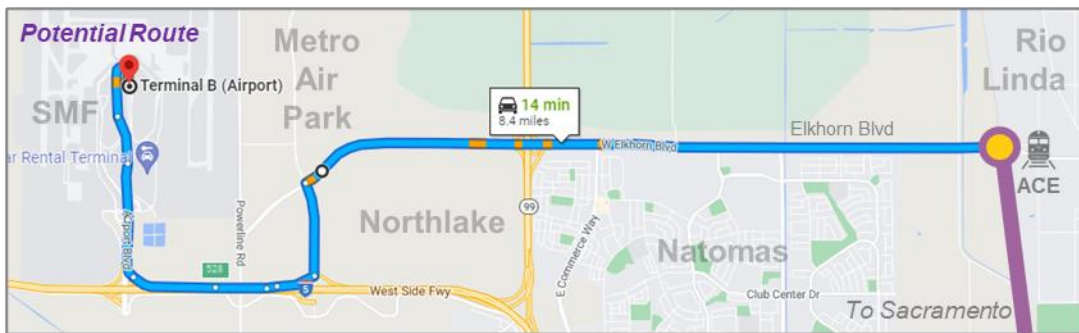 Potential Route
Metro
Air
Park
Rio
Linda
Terminal B (Airport)
SMF
14 min
8.4 miles
Elkhorn Blvd
W Elkhorn Blvd
ar Rental Terminal
ACE
Powerline Rd
Northlake
99
E Commerce Way
Natomas
Airport Blvd
528
5
West Side Fwy
Club Center Dr
To Sacramento